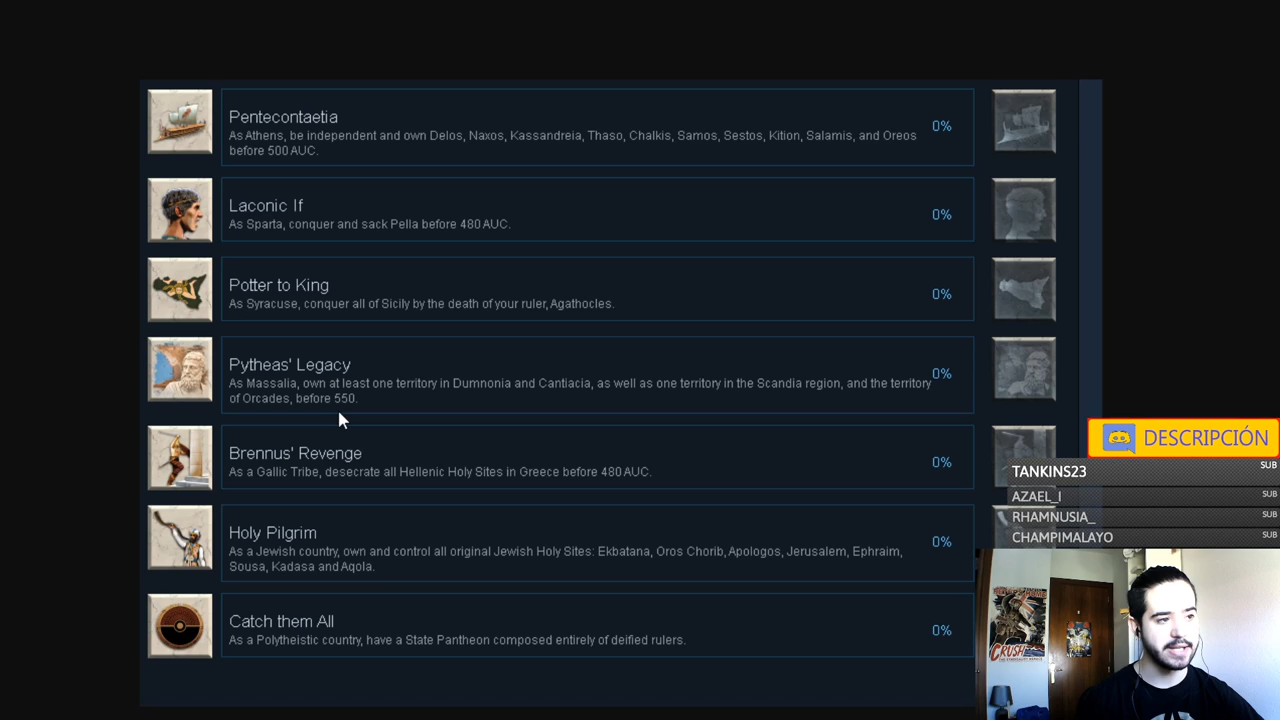 Pentecontaetia
As Athens, be independent and own Delos, Naxos, Kassandreia, Thaso, Chalkis, Samos, Sestos, Kition, Salamis, and Oreos
before 500 AUC.
0%
Laconic If
As Sparta, conquer and sack Pella before 480 AUC.
0%
Potter to King
As Syracuse, conquer all of Sicily by the death of your ruler, Agathocles.
0%
Pytheas' Legacy
As Massalia, own at least one territory in Dumnonia and Cantiacia, as well as one territory in the Scandia region, and the territory
of Orcades, before 550.
0%
Brennus' Revenge
As a Gallic Tribe, desecrate all Hellenic Holy Sites in Greece before 480 AUC.
0%
Holy Pilgrim
As a Jewish country, own and control all original Jewish Holy Sites: Ekbatana, Oros Chorib, Apologos, Jerusalem, Ephraim,
Sousa, Kadasa and Aqola.
0%
Catch them All
As a Polytheistic country, have a State Pantheon composed entirely of deified rulers.
0%
DESCRIPCIÓN
TANKINS23 SUB
AZAEL_I SUB
RHAMNUSIA_ SUB
CHAMPIMALAYO SUB
CRUSH